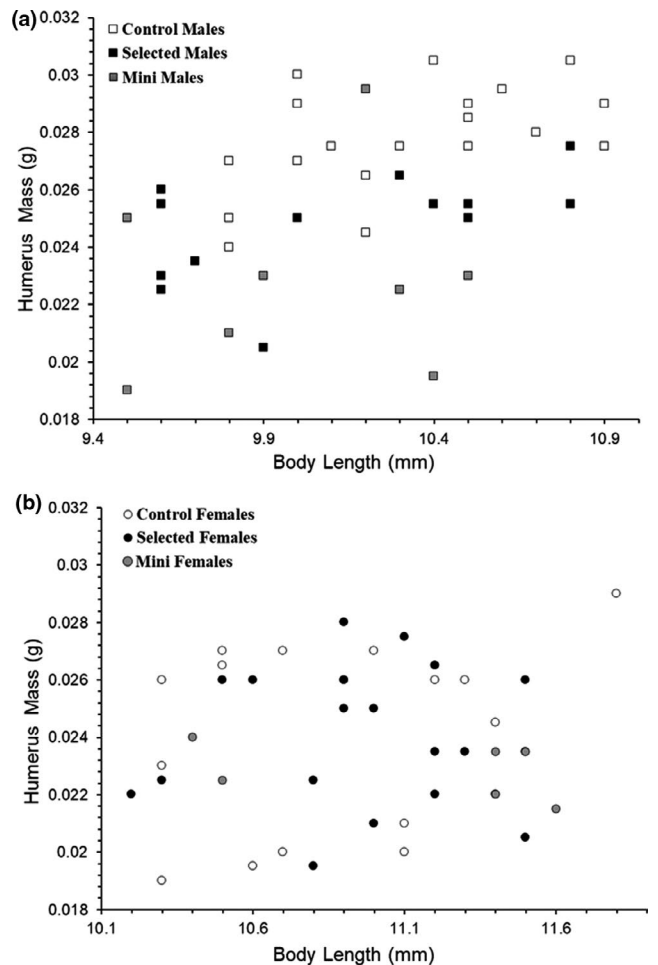 (a)
Control Males
Selected Males
Mini Males
Humerus Mass (g)
0.032
0.03
0.028
0.026
0.024
0.022
0.02
0.018
9.4
9.9
10.4
10.9
Body Length (mm)
(b)
Control Females
Selected Females
Mini Females
Humerus Mass (g)
0.032
0.03
0.028
0.026
0.024
0.022
0.02
0.018
10.1
10.6
11.1
11.6
Body Length (mm)